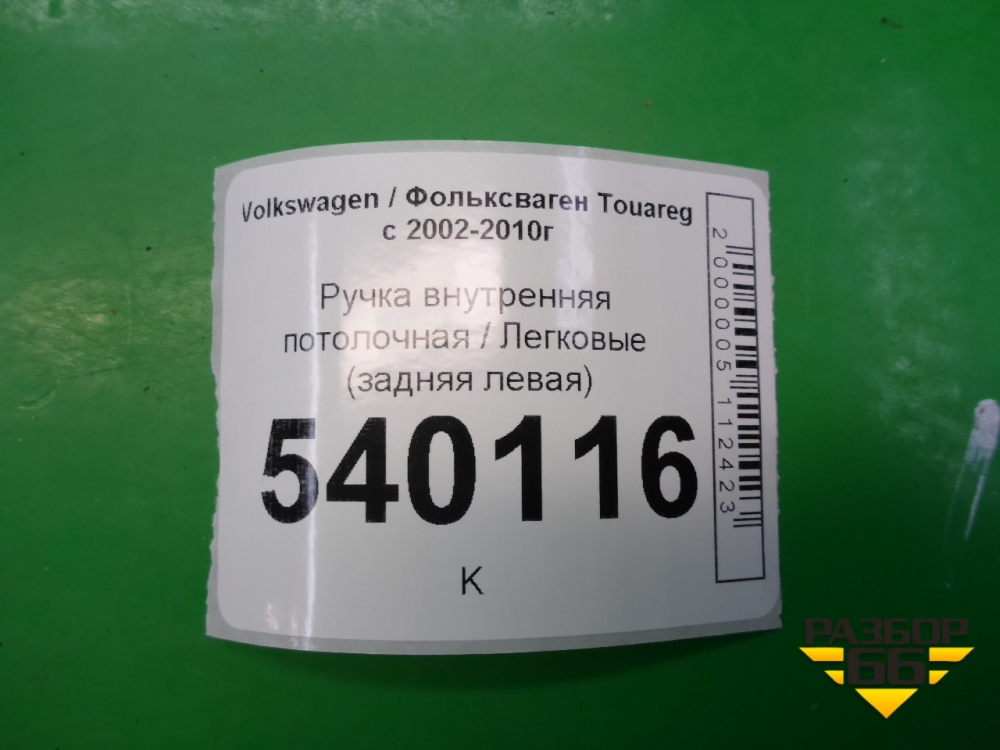 Volkswagen / Фольксваген Touareg
с 2002-2010г
Ручка внутренняя
потолочная / Легковые
(задняя левая)
540116
К
2000005112423
РАЗБОР
66